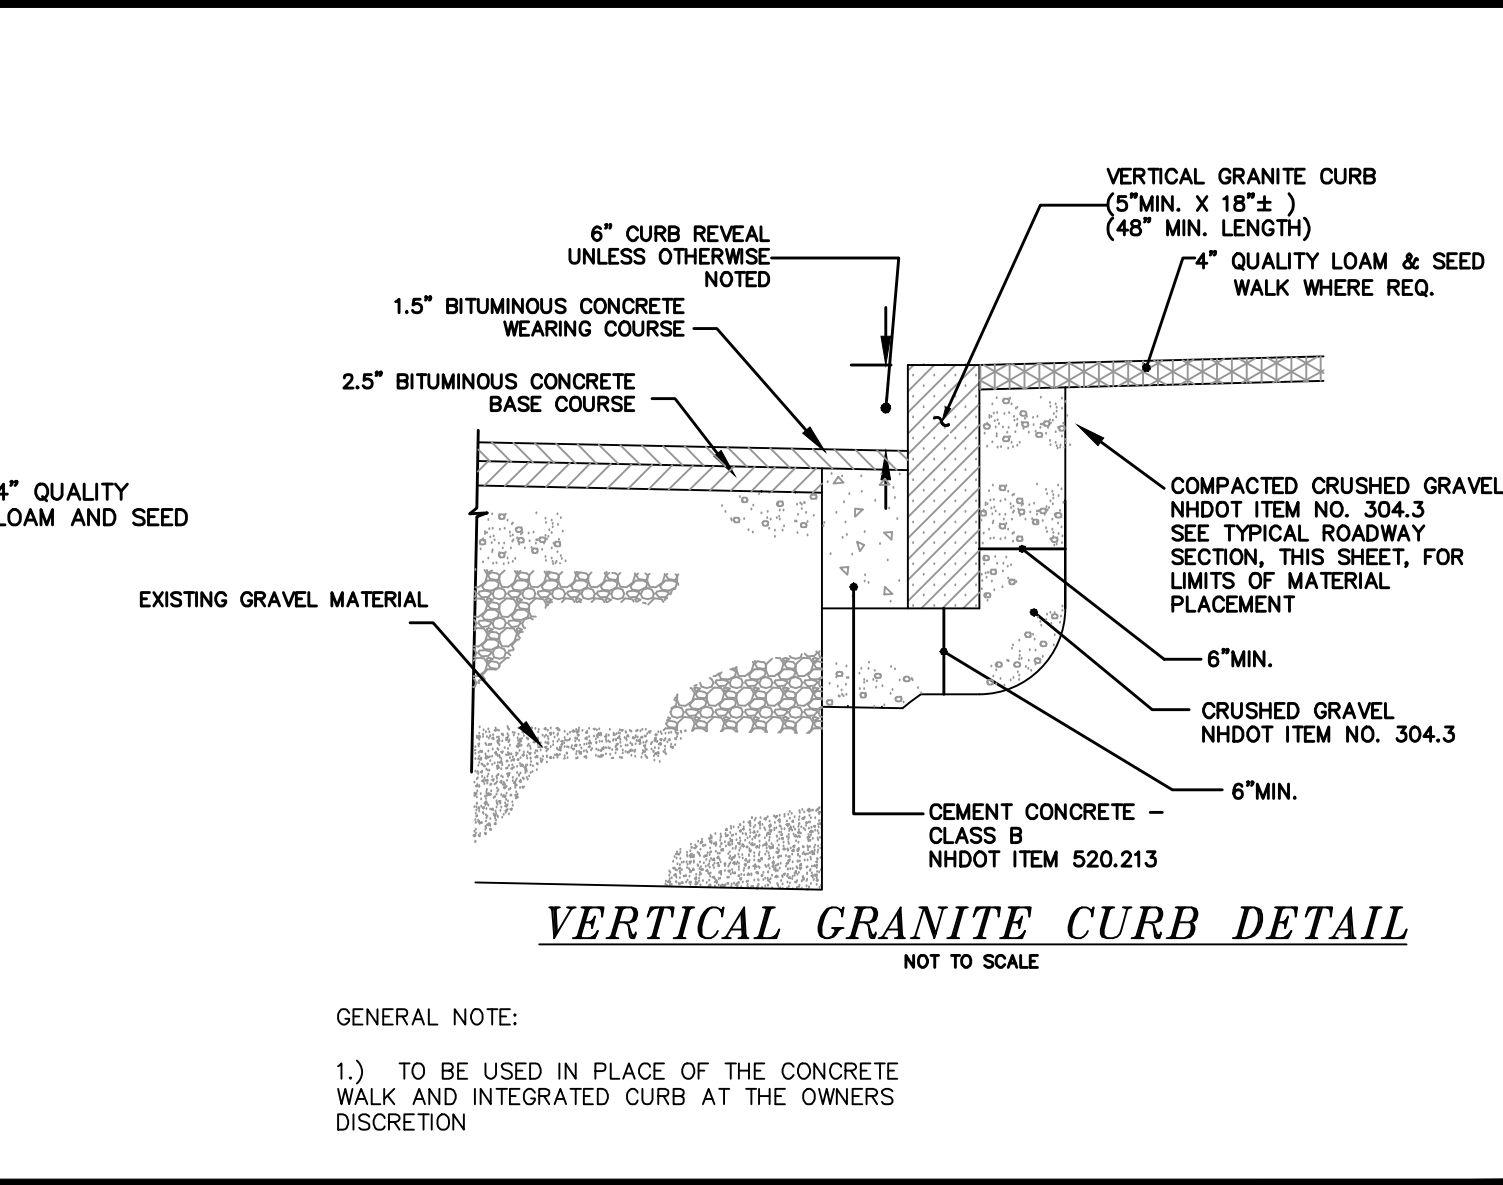 VERTICAL GRANITE CURB
(5"MIN. X 18"± )
(48" MIN. LENGTH)
6" CURB REVEAL
UNLESS OTHERWISE
NOTED
4" QUALITY LOAM & SEED
WALK WHERE REQ.
1.5" BITUMINOUS CONCRETE
WEARING COURSE
2.5" BITUMINOUS CONCRETE
BASE COURSE
4" QUALITY
LOAM AND SEED
COMPACTED CRUSHED GRAVEL
NHDOT ITEM NO. 304.3
SEE TYPICAL ROADWAY
SECTION, THIS SHEET, FOR
LIMITS OF MATERIAL
PLACEMENT
EXISTING GRAVEL MATERIAL
6"MIN.
CRUSHED GRAVEL
NHDOT ITEM NO. 304.3
6"MIN.
CEMENT CONCRETE –
CLASS B
NHDOT ITEM 520.213
VERTICAL GRANITE CURB DETAIL
NOT TO SCALE
GENERAL NOTE:
1.) TO BE USED IN PLACE OF THE CONCRETE
WALK AND INTEGRATED CURB AT THE OWNERS
DISCRETION